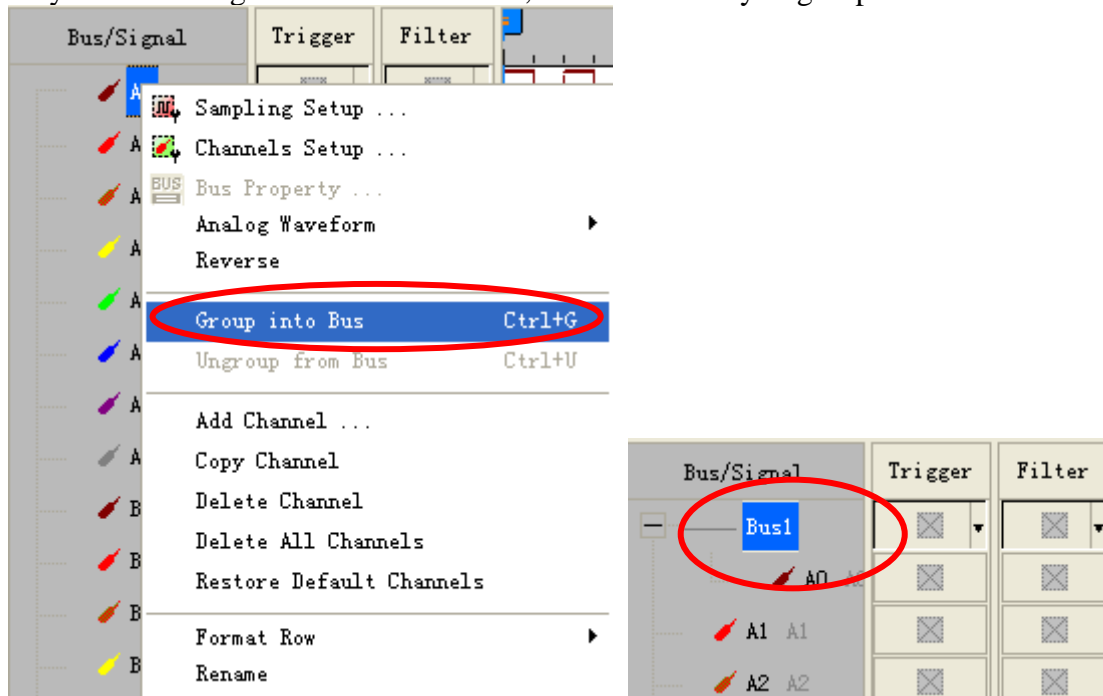 Bus/Signal Trigger Filter
A
Sampling Setup ...
A Channels Setup ...
A BUS Bus Property ...
Analog Waveform
A
Reverse
A
Group into Bus Ctrl+G
A
Ungroup from Bus Ctrl+U
A
Add Channel ...
A Copy Channel
B Delete Channel
Delete All Channels
B
Restore Default Channels
B
Format Row
B Rename
Bus/Signal Trigger Filter
Bus1
A0
A1 A1
A2 A2